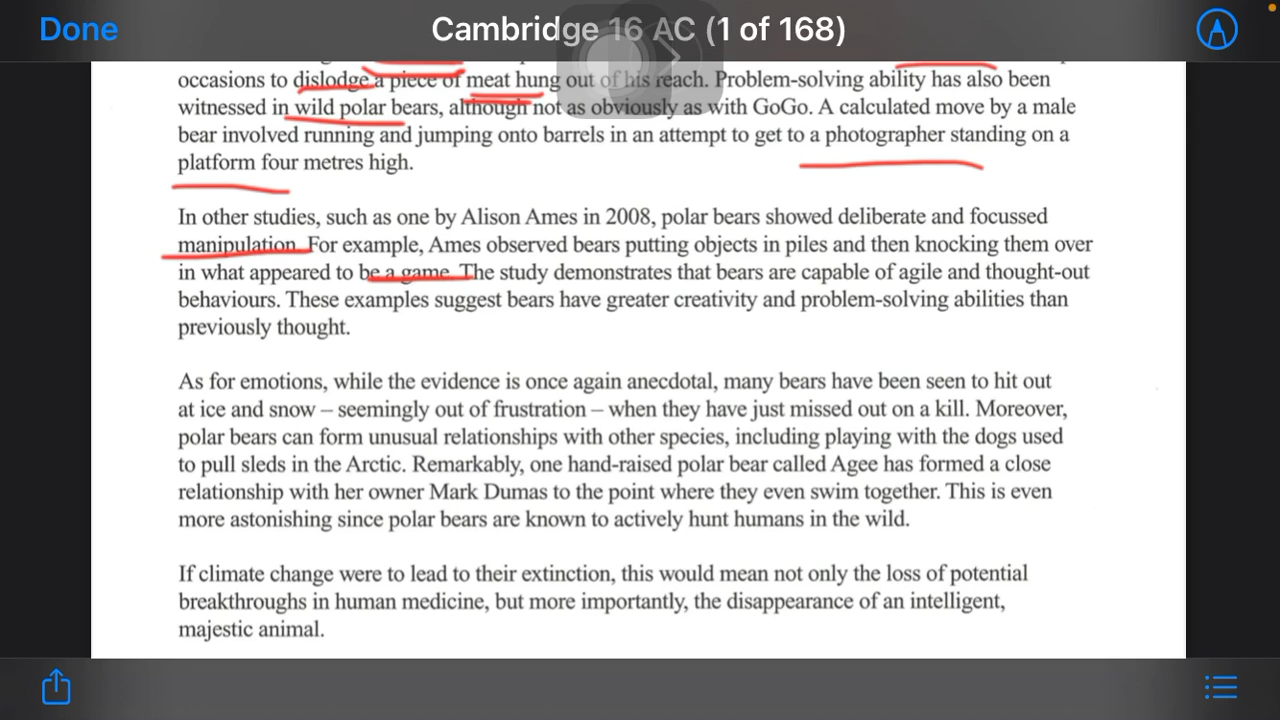 Done
Cambridge 16 AC (1 of 168)
occasions to dislodge a piece of meat hung out of his reach. Problem-solving ability has also been
witnessed in wild polar bears, although not as obviously as with GoGo. A calculated move by a male
bear involved running and jumping onto barrels in an attempt to get to a photographer standing on a
platform four metres high.
In other studies, such as one by Alison Ames in 2008, polar bears showed deliberate and focussed
manipulation. For example, Ames observed bears putting objects in piles and then knocking them over
in what appeared to be a game. The study demonstrates that bears are capable of agile and thought-out
behaviours. These examples suggest bears have greater creativity and problem-solving abilities than
previously thought.
As for emotions, while the evidence is once again anecdotal, many bears have been seen to hit out
at ice and snow – seemingly out of frustration – when they have just missed out on a kill. Moreover,
polar bears can form unusual relationships with other species, including playing with the dogs used
to pull sleds in the Arctic. Remarkably, one hand-raised polar bear called Agee has formed a close
relationship with her owner Mark Dumas to the point where they even swim together. This is even
more astonishing since polar bears are known to actively hunt humans in the wild.
If climate change were to lead to their extinction, this would mean not only the loss of potential
breakthroughs in human medicine, but more importantly, the disappearance of an intelligent,
majestic animal.